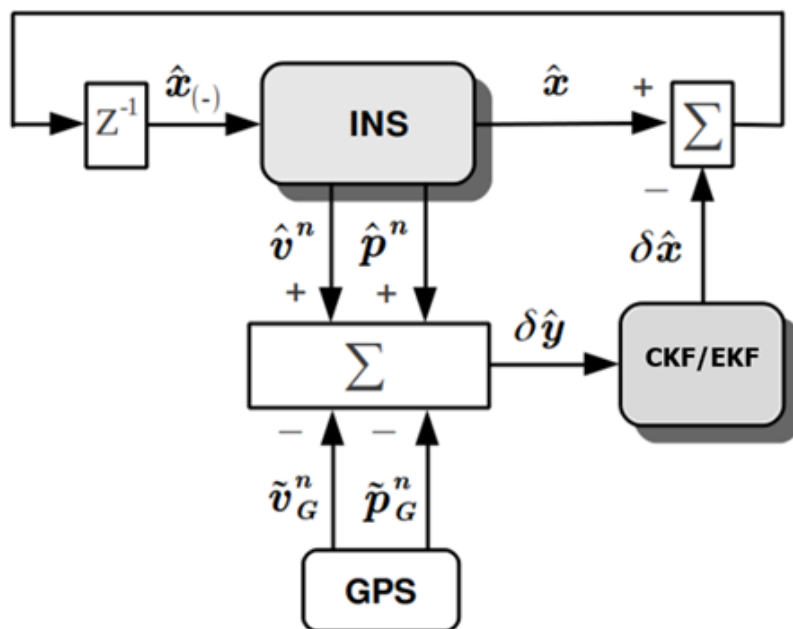 Z⁻¹
x̂₍₋₎
INS
x̂
+
∑
−
v̂ⁿ
p̂ⁿ
+
+
δx̂
∑
δŷ
CKF/EKF
−
−
ṽⁿ_G
p̃ⁿ_G
GPS